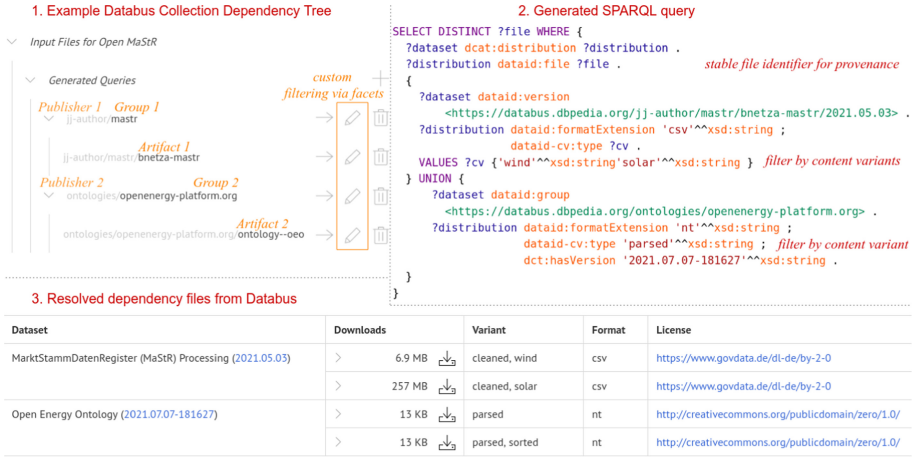 1. Example Databus Collection Dependency Tree
Input Files for Open MaStR
Generated Queries
custom
filtering via facets
Publisher 1 Group 1
jj-author/mastr
Artifact 1
jj-author/mastr/bnetza-mastr
Publisher 2 Group 2
ontologies/openenergy-platform.org
Artifact 2
ontologies/openenergy-platform.org/ontology--oeo
2. Generated SPARQL query
SELECT DISTINCT ?file WHERE {
?dataset dcat:distribution ?distribution .
?distribution dataid:file ?file .
stable file identifier for provenance
{
?dataset dataid:version
<https://databus.dbpedia.org/jj-author/mastr/bnetza-mastr/2021.05.03> .
?distribution dataid:formatExtension 'csv'^^xsd:string ;
dataid-cv:type ?cv .
VALUES ?cv {'wind'^^xsd:string'solar'^^xsd:string } filter by content variants
} UNION {
?dataset dataid:group
<https://databus.dbpedia.org/ontologies/openenergy-platform.org> .
?distribution dataid:formatExtension 'nt'^^xsd:string ;
dataid-cv:type 'parsed'^^xsd:string ; filter by content variant
dct:hasVersion '2021.07.07-181627'^^xsd:string .
}
}
3. Resolved dependency files from Databus
Dataset Downloads Variant Format License
MarktStammDatenRegister (MaStR) Processing (2021.05.03) 6.9 MB cleaned, wind csv https://www.govdata.de/dl-de/by-2-0
257 MB cleaned, solar csv https://www.govdata.de/dl-de/by-2-0
Open Energy Ontology (2021.07.07-181627) 13 KB parsed nt http://creativecommons.org/publicdomain/zero/1.0/
13 KB parsed, sorted nt http://creativecommons.org/publicdomain/zero/1.0/